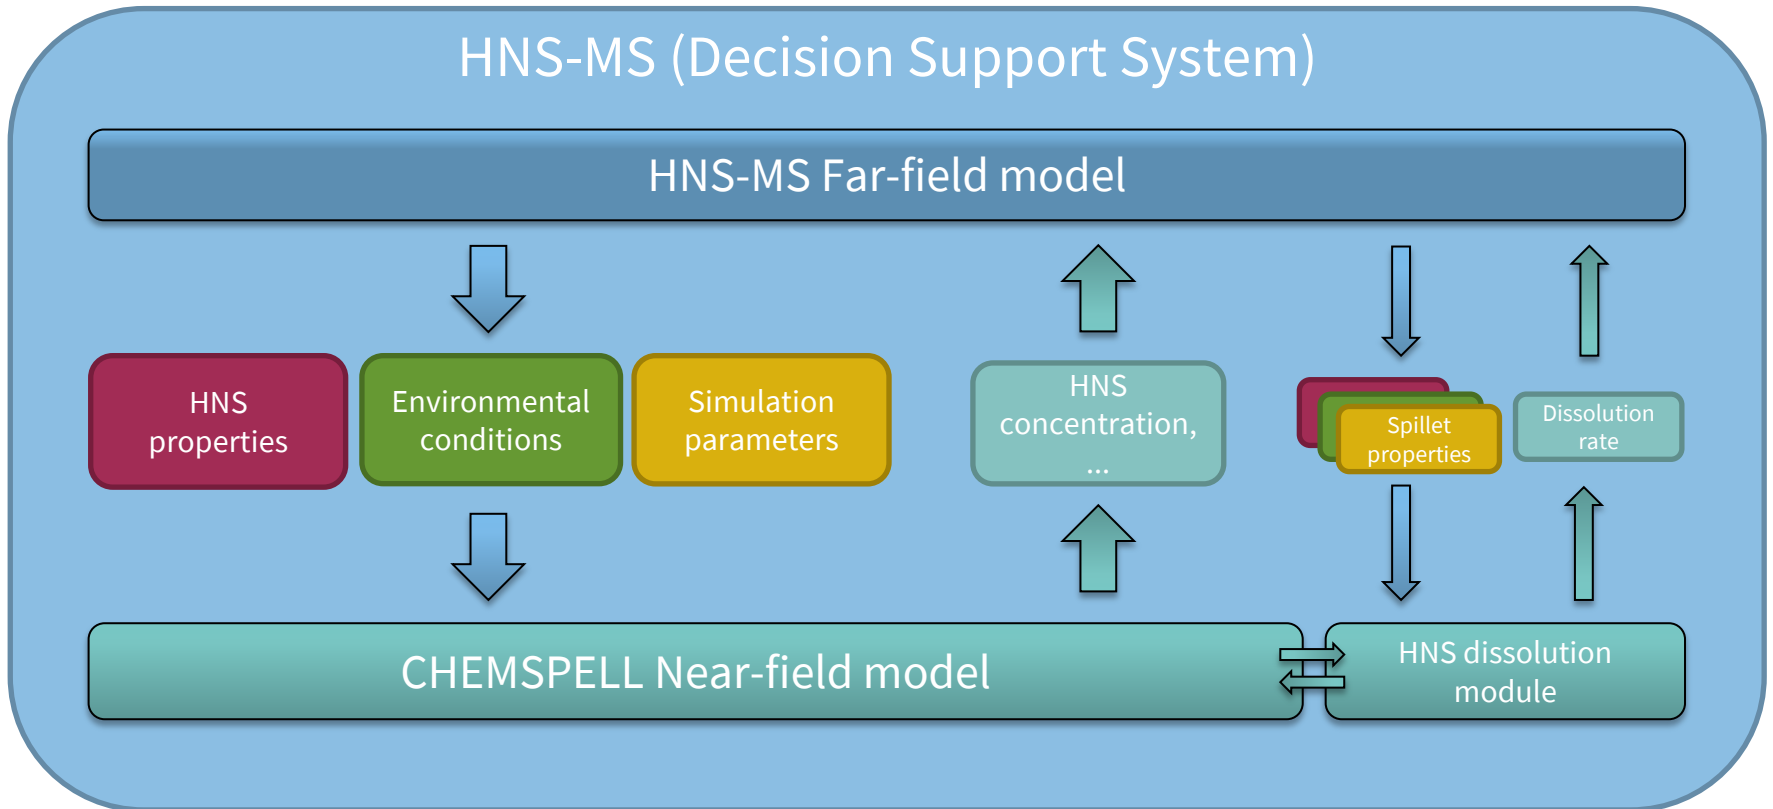 HNS-MS (Decision Support System)
HNS-MS Far-field model
HNS
properties
Environmental
conditions
Simulation
parameters
HNS
concentration,
...
Spillet
properties
Dissolution
rate
CHEMSPELL Near-field model
HNS dissolution
module